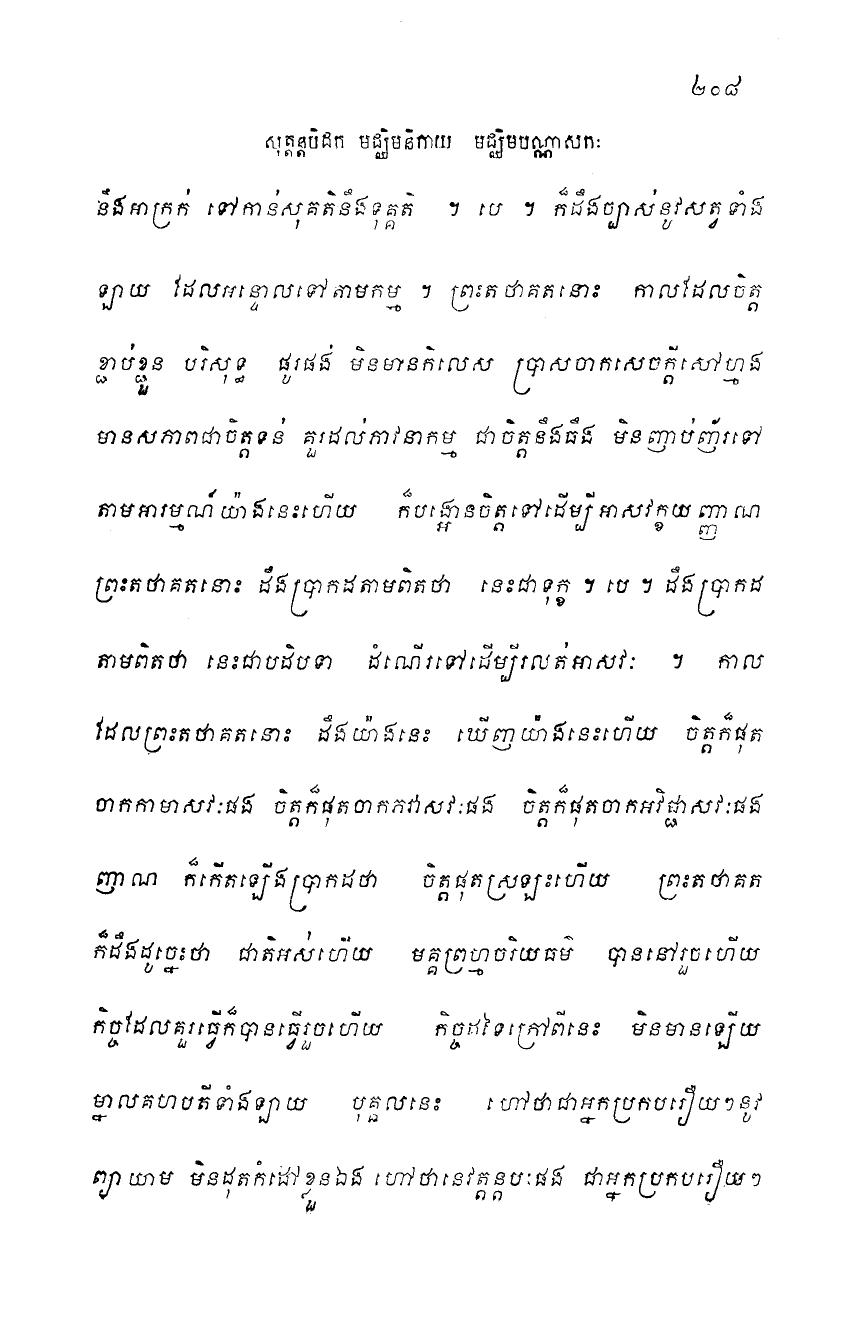 ២០៨
សុត្តន្តបិដក មជ្ឈិមនិកាយ មជ្ឈិមបណ្ណាសកៈ
នឹងអាក្រក់ ទៅកាន់សុគតិនឹងទុគ្គតិ ។ បេ ។ ក៏ដឹងច្បាស់នូវសត្វទាំង
ឡាយ ដែលអន្ទោលទៅតាមកម្ម ។ ព្រះតថាគតនោះ កាលដែលចិត្ត
ខ្ជាប់ខ្ជួន បរិសុទ្ធ ផូរផង់ មិនមានកិលេស ប្រាសចាកសេចក្តីសៅហ្មង
មានសភាពជាចិត្តទន់ គួរដល់ភាវនាកម្ម ជាចិត្តនឹងធឹង មិនញាប់ញ័រទៅ
តាមអារម្មណ៍យ៉ាងនេះហើយ ក៏បង្អោនចិត្តទៅដើម្បីអាសវក្ខយញ្ញាណ
ព្រះតថាគតនោះ ដឹងប្រាកដតាមពិតថា នេះជាទុក្ខ ។ បេ ។ ដឹងប្រាកដ
តាមពិតថា នេះជាបដិបទា ដំណើរទៅដើម្បីរលត់អាសវៈ ។ កាល
ដែលព្រះតថាគតនោះ ដឹងយ៉ាងនេះ ឃើញយ៉ាងនេះហើយ ចិត្តក៏ផុត
ចាកកាមាសវៈផង ចិត្តក៏ផុតចាកភវាសវៈផង ចិត្តក៏ផុតចាកអវិជ្ជាសវៈផង
ញាណ ក៏កើតឡើងប្រាកដថា ចិត្តផុតស្រឡះហើយ ព្រះតថាគត
ក៏ដឹងដូច្នេះថា ជាតិអស់ហើយ មគ្គព្រហ្មចរិយធម៌ បាននៅរួចហើយ
កិច្ចដែលគួរធ្វើក៏បានធ្វើរួចហើយ កិច្ចដទៃក្រៅពីនេះ មិនមានឡើយ
ម្នាលគហបតីទាំងឡាយ បុគ្គលនេះ ហៅថាជាអ្នកប្រកបរឿយៗនូវ
ព្យាយាម មិនដុតកំដៅខ្លួនឯង ហៅថានេវត្តន្តបៈផង ជាអ្នកប្រកបរឿយៗ